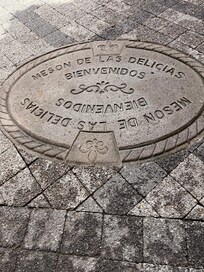 MESON DE LAS DELICIAS
BIENVENIDOS
BIENVENIDOS
MESON DE LAS DELICIAS